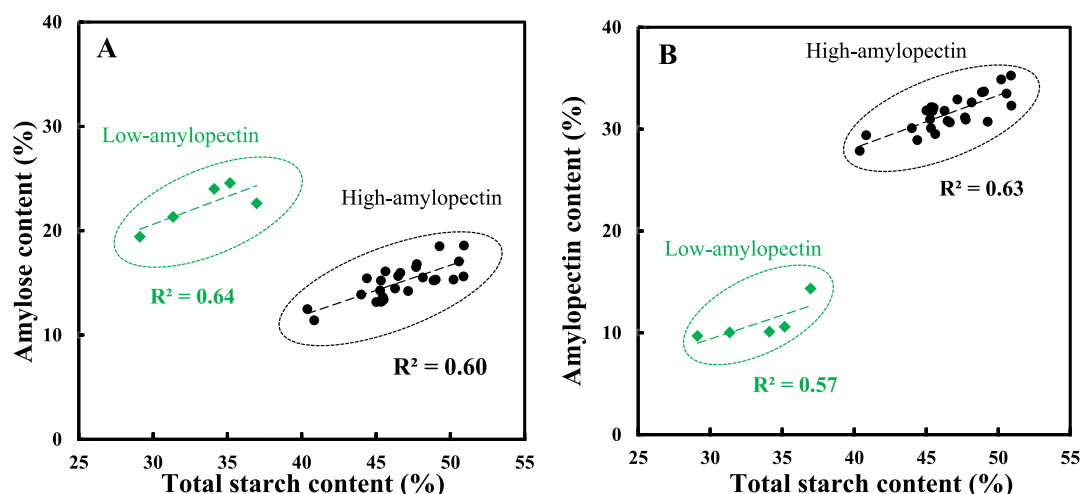 A
Amylose content (%)
40
30
20
10
0
Low-amylopectin
R² = 0.64
High-amylopectin
R² = 0.60
25 30 35 40 45 50 55
Total starch content (%)
B
Amylopectin content (%)
40
30
20
10
0
High-amylopectin
R² = 0.63
Low-amylopectin
R² = 0.57
25 30 35 40 45 50 55
Total starch content (%)